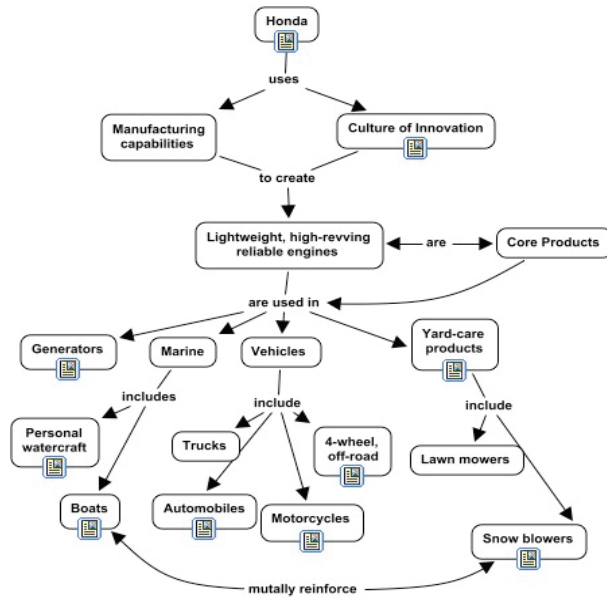 Honda
uses
Manufacturing
capabilities
Culture of Innovation
to create
Lightweight, high-revving
reliable engines
are
Core Products
are used in
Generators
Marine
Vehicles
Yard-care
products
includes
include
include
Personal
watercraft
Trucks
4-wheel,
off-road
Lawn mowers
Boats
Automobiles
Motorcycles
Snow blowers
mutally reinforce